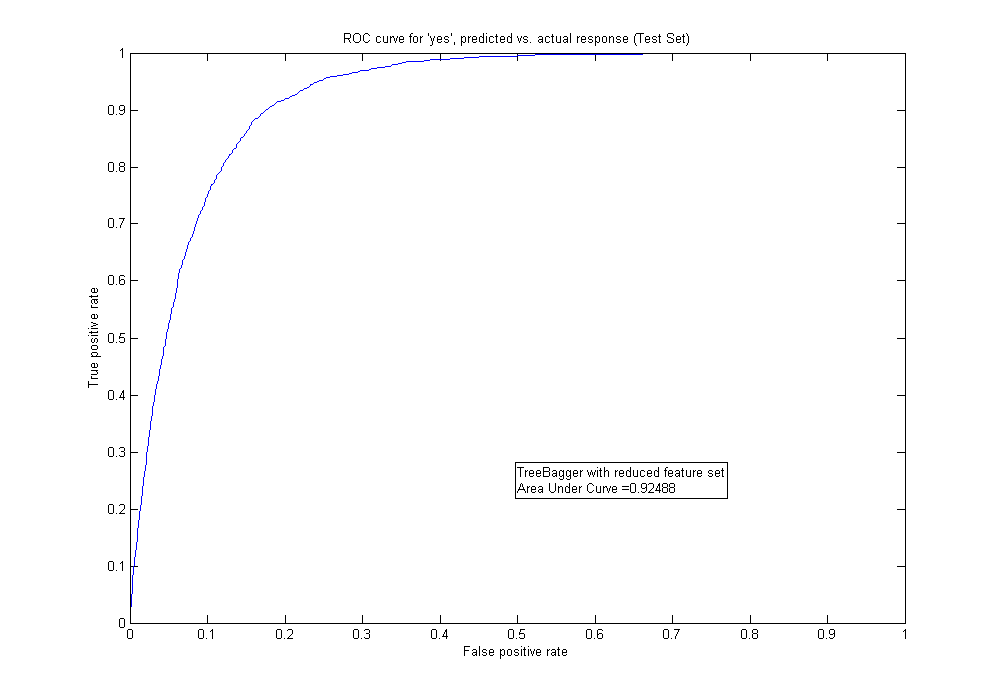 ROC curve for 'yes', predicted vs. actual response (Test Set)
1
0.9
0.8
0.7
0.6
0.5
0.4
0.3
0.2
0.1
0
True positive rate
TreeBagger with reduced feature set
Area Under Curve =0.92488
0 0.1 0.2 0.3 0.4 0.5 0.6 0.7 0.8 0.9 1
False positive rate